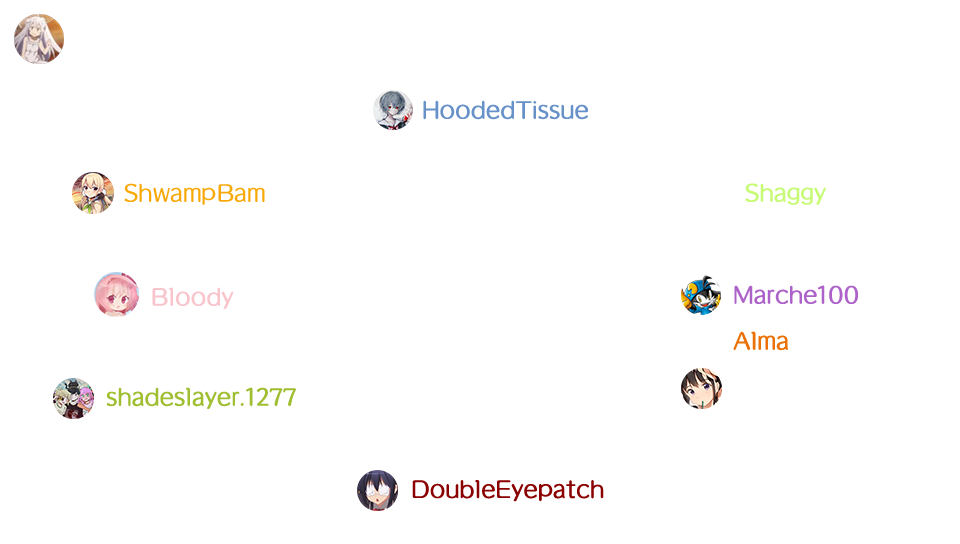 HoodedTissue
ShwampBam
Shaggy
Bloody
Marche100
Alma
shadeslayer.1277
DoubleEyepatch